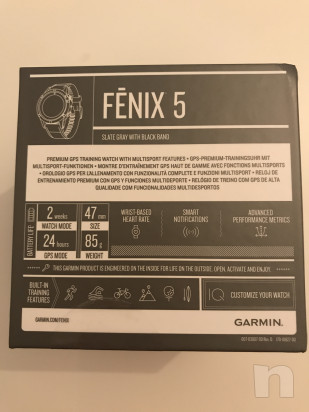 FĒNIX 5
SLATE GRAY WITH BLACK BAND
PREMIUM GPS TRAINING WATCH WITH MULTISPORT FEATURES • GPS-PREMIUM-TRAININGSUHR MIT
MULTISPORT-FUNKTIONEN • MONTRE D'ENTRAÎNEMENT GPS HAUT DE GAMME AVEC FONCTIONS MULTISPORTS
• OROLOGIO GPS PER L'ALLENAMENTO CON FUNZIONALITÀ COMPLETE E FUNZIONI MULTISPORT • RELOJ DE
ENTRENAMIENTO PREMIUM CON GPS Y FUNCIONES MULTISPORTS • RELÓGIO DE TREINO COM GPS DE ALTA
QUALIDADE COM FUNCIONALIDADES MULTIDESPORTOS
BATTERY LIFE
2 weeks
WATCH MODE
24 hours
GPS MODE
47 mm
SIZE
85 g
WEIGHT
WRIST-BASED
HEART RATE
SMART
NOTIFICATIONS
ADVANCED
PERFORMANCE METRICS
THIS GARMIN PRODUCT IS ENGINEERED ON THE INSIDE FOR LIFE ON THE OUTSIDE. OPEN, ACTIVATE AND ENJOY.
BUILT-IN
TRAINING
FEATURES
IQ CUSTOMIZE YOUR WATCH
GARMIN.COM/FENIX
GARMIN.
n